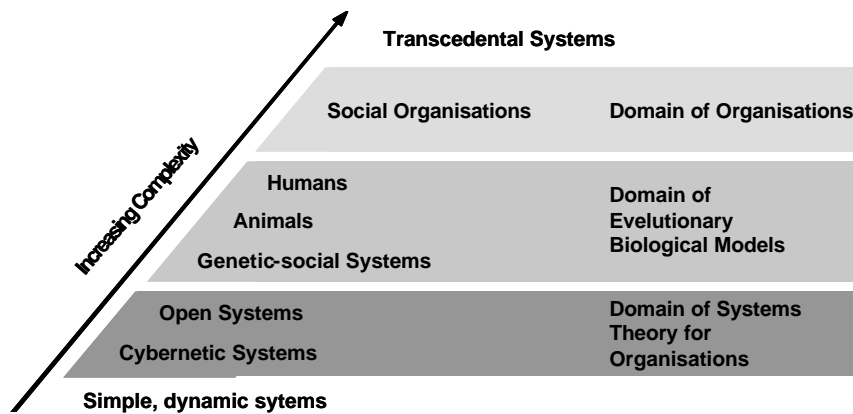 Transcedental Systems
Social Organisations
Domain of Organisations
Increasing Complexity
Humans
Animals
Genetic-social Systems
Domain of
Evelutionary
Biological Models
Open Systems
Cybernetic Systems
Domain of Systems
Theory for
Organisations
Simple, dynamic sytems